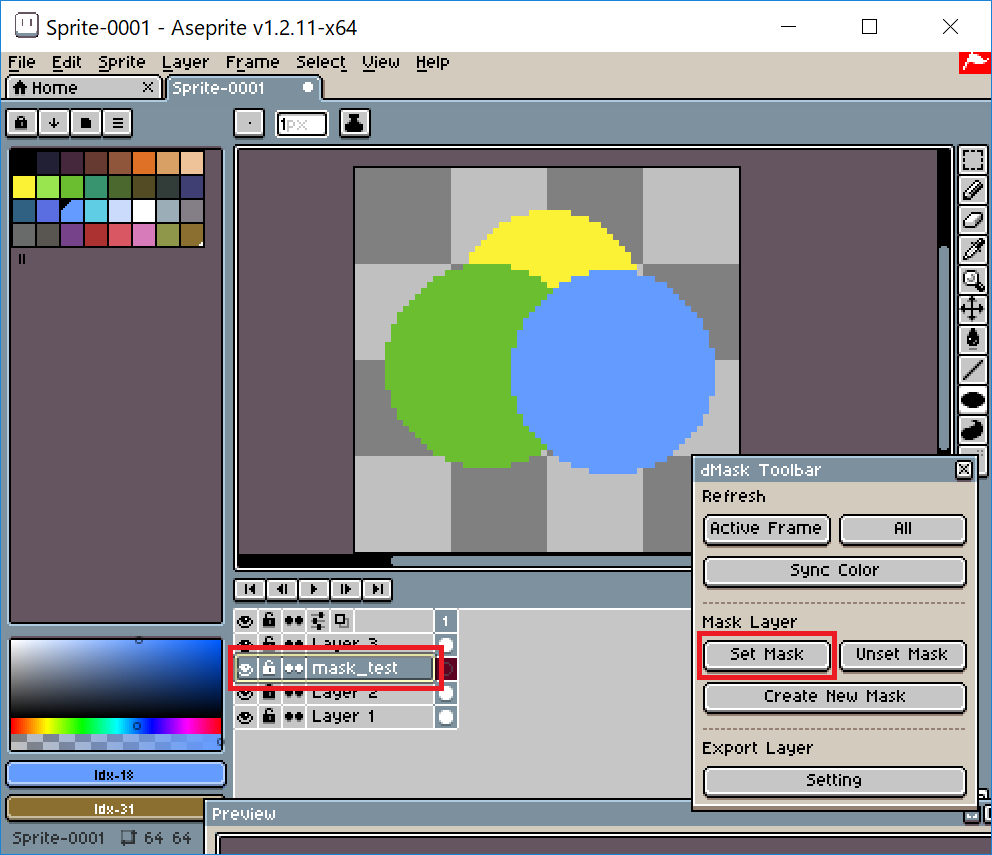 Sprite-0001 - Aseprite v1.2.11-x64
File Edit Sprite Layer Frame Select View Help
Home
Sprite-0001
1px
dMask Toolbar
Refresh
Active Frame
All
Sync Color
Mask Layer
Set Mask
Unset Mask
Create New Mask
Export Layer
Setting
1
Layer 3
mask_test
Layer 2
Layer 1
Idx-18
Idx-31
Sprite-0001 64 64
Preview